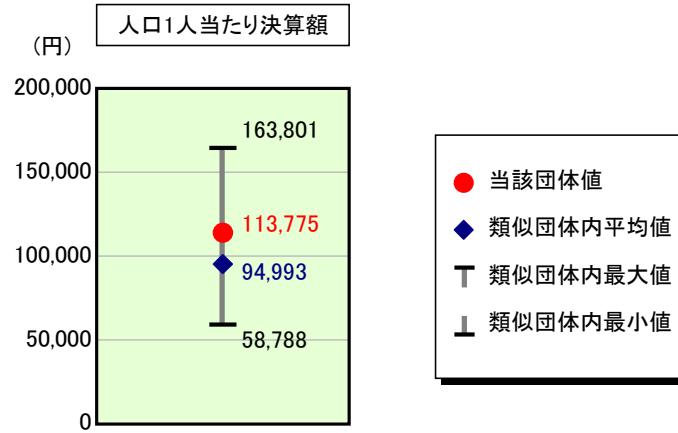 人口1人当たり決算額
（円）
200,000
150,000
100,000
50,000
0
163,801
113,775
94,993
58,788
当該団体値
類似団体内平均値
類似団体内最大値
類似団体内最小値